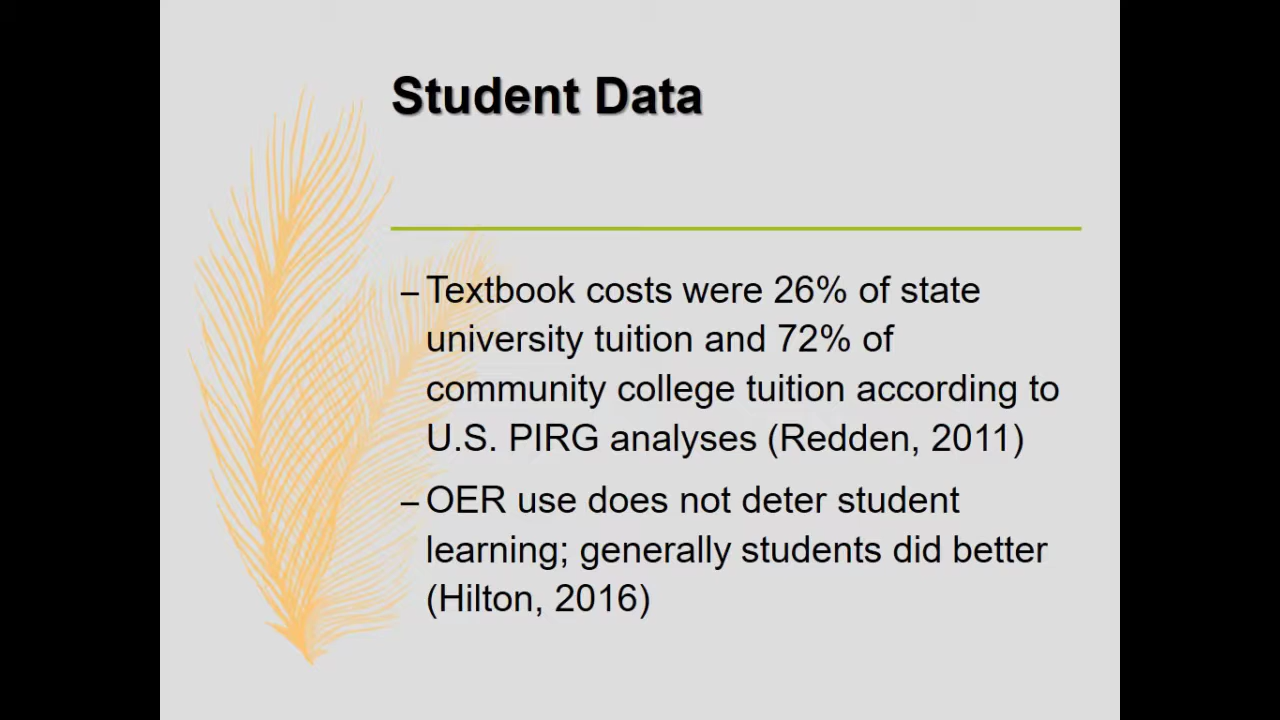 Student Data
– Textbook costs were 26% of state
university tuition and 72% of
community college tuition according to
U.S. PIRG analyses (Redden, 2011)
– OER use does not deter student
learning; generally students did better
(Hilton, 2016)